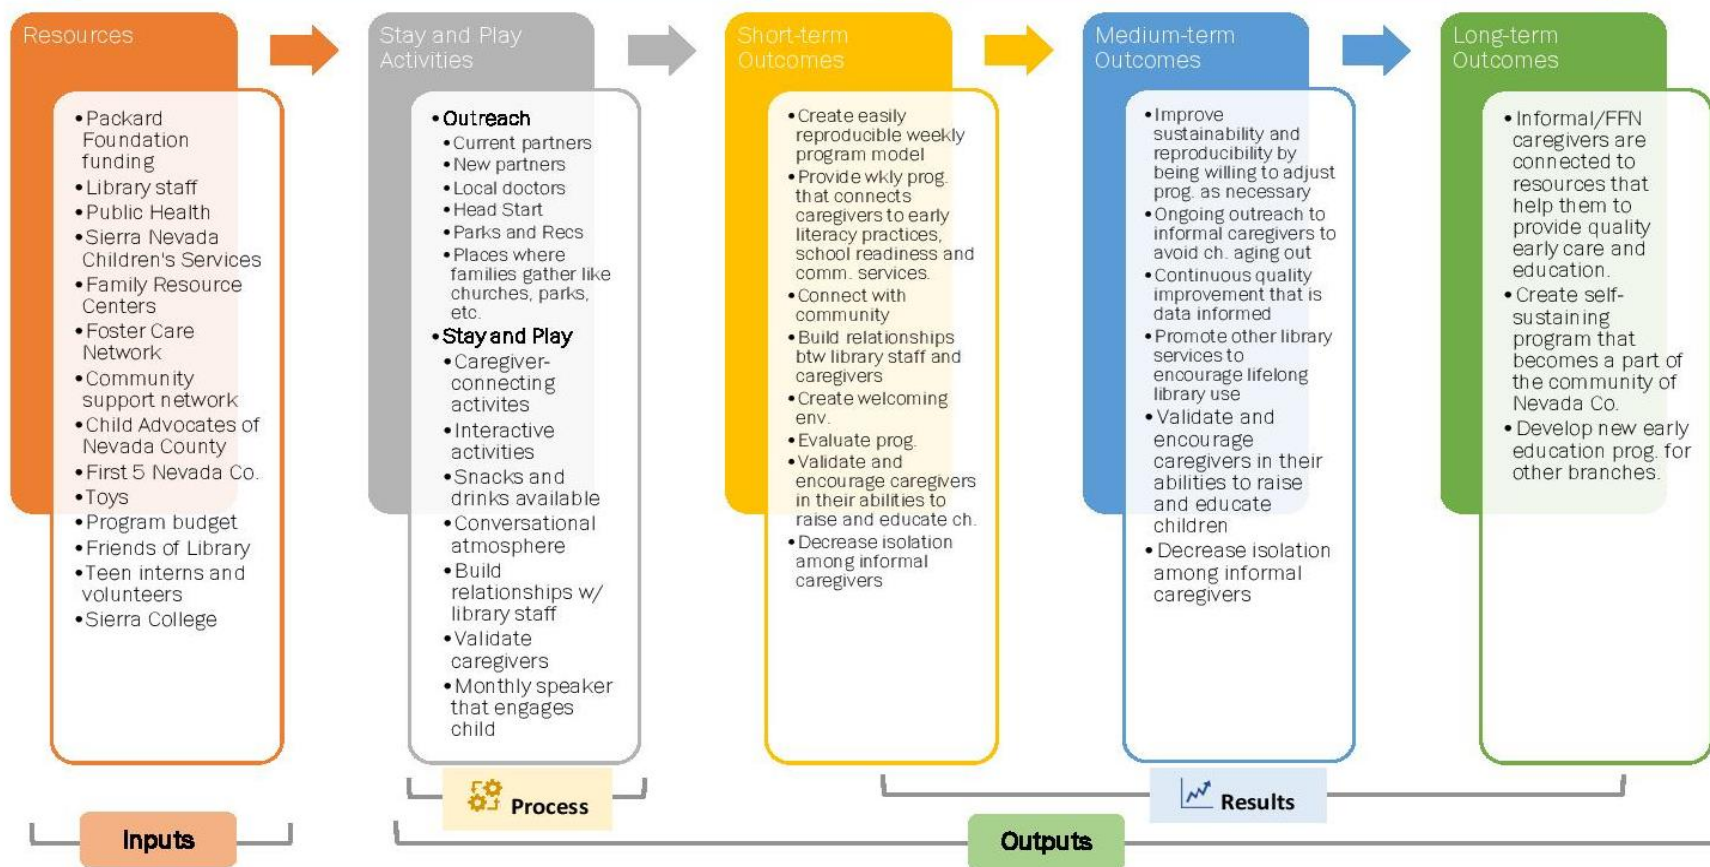 Resources
• Packard
Foundation
funding
• Library staff
• Public Health
• Sierra Nevada
Children's Services
• Family Resource
Centers
• Foster Care
Network
• Community
support network
• Child Advocates of
Nevada County
• First 5 Nevada Co.
• Toys
• Program budget
• Friends of Library
• Teen interns and
volunteers
• Sierra College
Stay and Play
Activities
• Outreach
• Current partners
• New partners
• Local doctors
• Head Start
• Parks and Recs
• Places where
families gather like
churches, parks,
etc.
• Stay and Play
• Caregiver-
connecting
activites
• Interactive
activities
• Snacks and
drinks available
• Conversational
atmosphere
• Build
relationships w/
library staff
• Validate
caregivers
• Monthly speaker
that engages
child
Short-term
Outcomes
• Create easily
reproducible weekly
program model
• Provide wkly prog.
that connects
caregivers to early
literacy practices,
school readiness and
comm. services.
• Connect with
community
• Build relationships
btw library staff and
caregivers
• Create welcoming
env.
• Evaluate prog.
• Validate and
encourage caregivers
in their abilities to
raise and educate ch.
• Decrease isolation
among informal
caregivers
Medium-term
Outcomes
• Improve
sustainability and
reproducibility by
being willing to adjust
prog. as necessary
• Ongoing outreach to
informal caregivers to
avoid ch. aging out
• Continuous quality
improvement that is
data informed
• Promote other library
services to
encourage lifelong
library use
• Validate and
encourage
caregivers in their
abilities to raise
and educate
children
• Decrease isolation
among informal
caregivers
Long-term
Outcomes
• Informal/FFN
caregivers are
connected to
resources that
help them to
provide quality
early care and
education.
• Create self-
sustaining
program that
becomes a part of
the community of
Nevada Co.
• Develop new early
education prog. for
other branches.
Process
Results
Inputs
Outputs